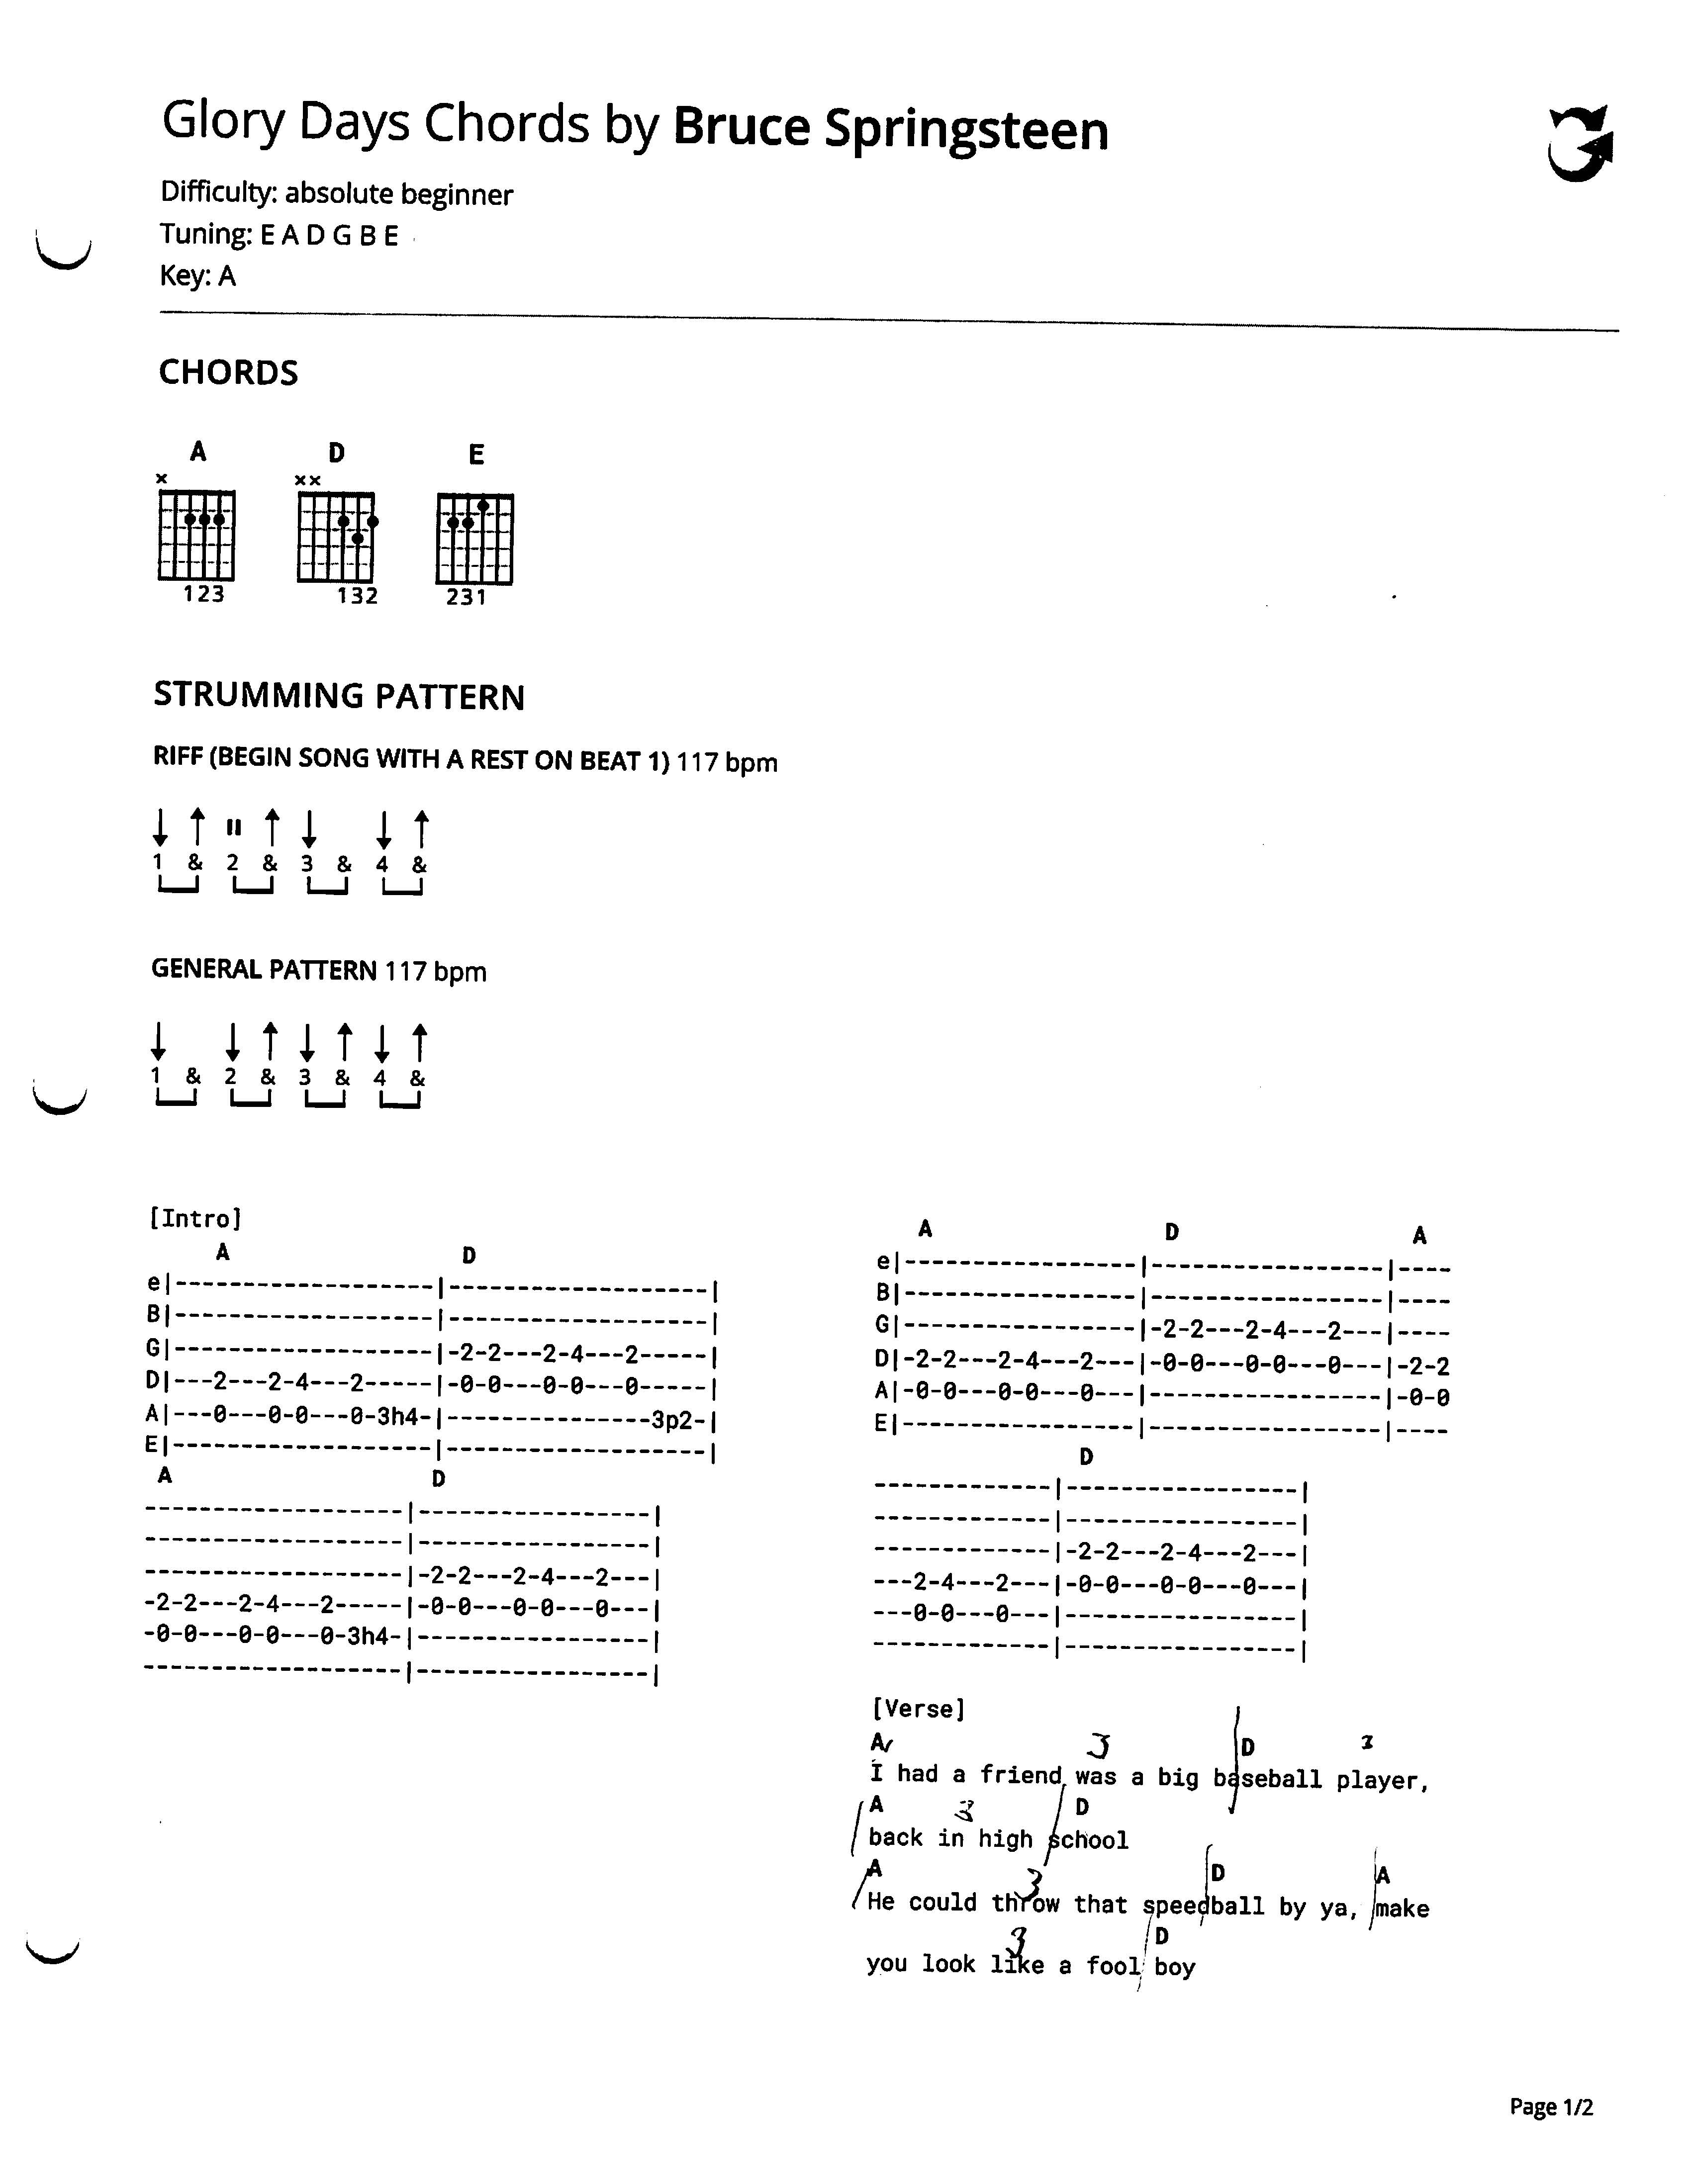 Glory Days Chords by Bruce Springsteen
Difficulty: absolute beginner
Tuning: E A D G B E
Key: A
CHORDS
A D E
x xx
123 132 231
STRUMMING PATTERN
RIFF (BEGIN SONG WITH A REST ON BEAT 1) 117 bpm
1 & 2 & 3 & 4 &
GENERAL PATTERN 117 bpm
1 & 2 & 3 & 4 &
[Intro]
A D
e|-------------------|-------------------|
B|-------------------|-------------------|
G|-------------------|-2-2---2-4---2-----|
D|---2---2-4---2-----|-0-0---0-0---0-----|
A|---0---0-0---0-3h4-|---------------3p2-|
E|-------------------|-------------------|
A D
-------------------|-----------------|
-------------------|-----------------|
-------------------|-2-2---2-4---2---|
-2-2---2-4---2-----|-0-0---0-0---0---|
-0-0---0-0---0-3h4-|-----------------|
-------------------|-----------------|
A D A
e|-----------------|-----------------|----
B|-----------------|-----------------|----
G|-----------------|-2-2---2-4---2---|----
D|-2-2---2-4---2---|-0-0---0-0---0---|-2-2
A|-0-0---0-0---0---|-----------------|-0-0
E|-----------------|-----------------|----
D
-------------|-----------------|
-------------|-----------------|
-------------|-2-2---2-4---2---|
---2-4---2---|-0-0---0-0---0---|
---0-0---0---|-----------------|
-------------|-----------------|
[Verse]
A 3 D 3
I had a friend was a big baseball player,
A 3 D
back in high school
A 3 D A
He could throw that speedball by ya, make
3 D
you look like a fool boy
Page 1/2